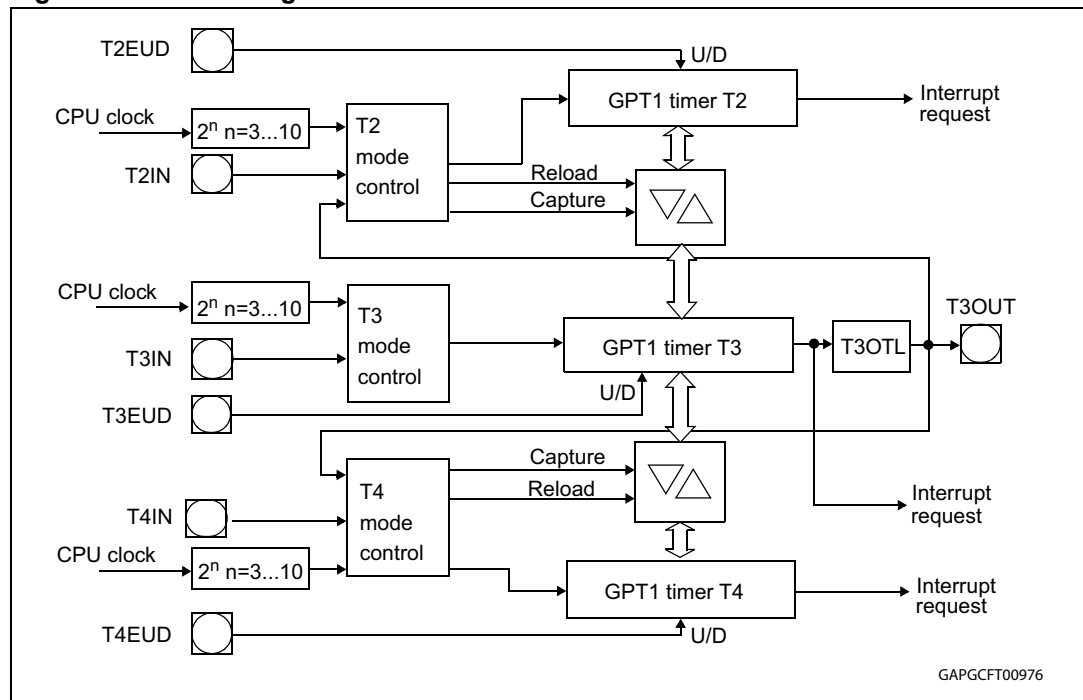 T2EUD
U/D
GPT1 timer T2
Interrupt
request
CPU clock
2ⁿ n=3...10
T2
mode
control
T2IN
Reload
Capture
CPU clock
2ⁿ n=3...10
T3
mode
control
T3IN
GPT1 timer T3
T3OTL
T3OUT
U/D
T3EUD
Capture
Reload
T4
mode
control
T4IN
Interrupt
request
CPU clock
2ⁿ n=3...10
GPT1 timer T4
Interrupt
request
T4EUD
U/D
GAPGCFT00976